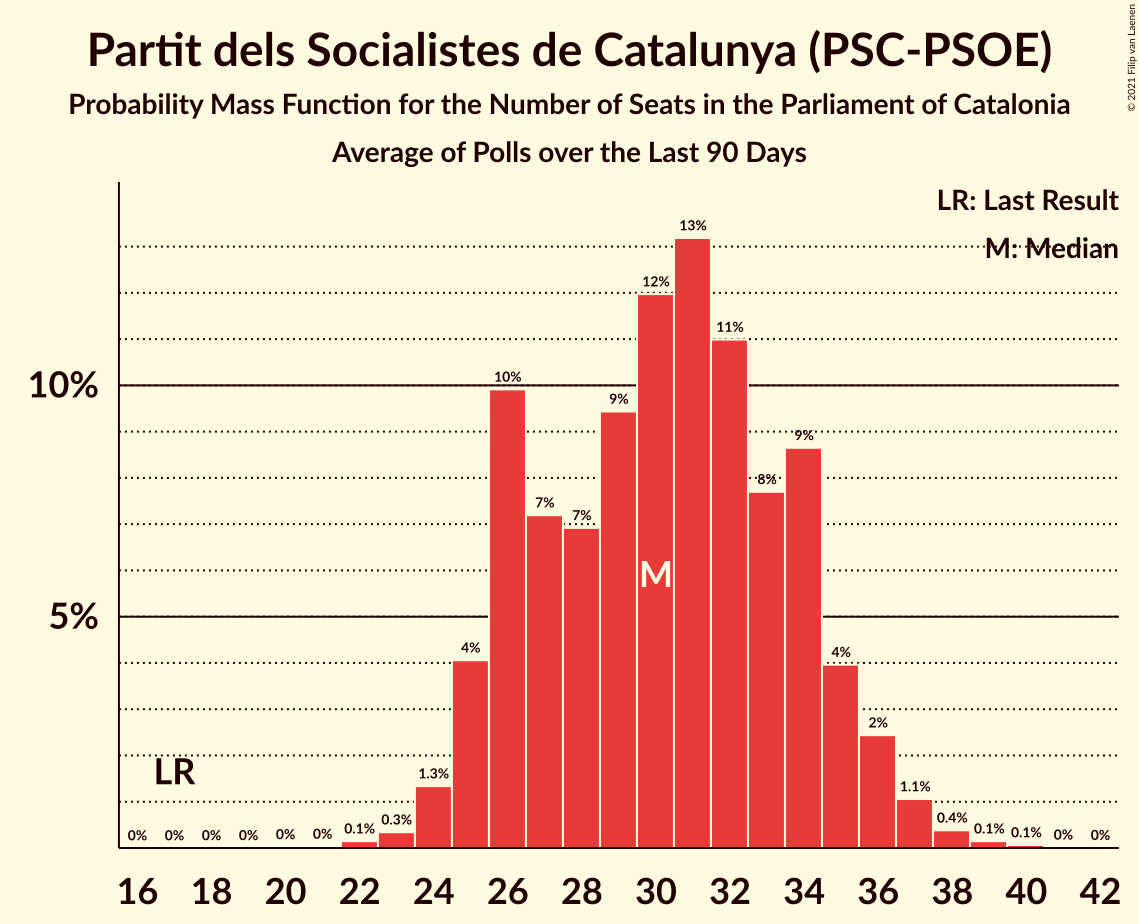 Partit dels Socialistes de Catalunya (PSC-PSOE)
Probability Mass Function for the Number of Seats in the Parliament of Catalonia
Average of Polls over the Last 90 Days
© 2021 Filip van Laenen
LR: Last Result
M: Median
10%
5%
0% 0% 0% 0% 0% 0% 0.1% 0.3% 1.3% 4% 10% 7% 7% 9% 12% 13% 11% 8% 9% 4% 2% 1.1% 0.4% 0.1% 0.1% 0% 0%
LR
M
16 18 20 22 24 26 28 30 32 34 36 38 40 42